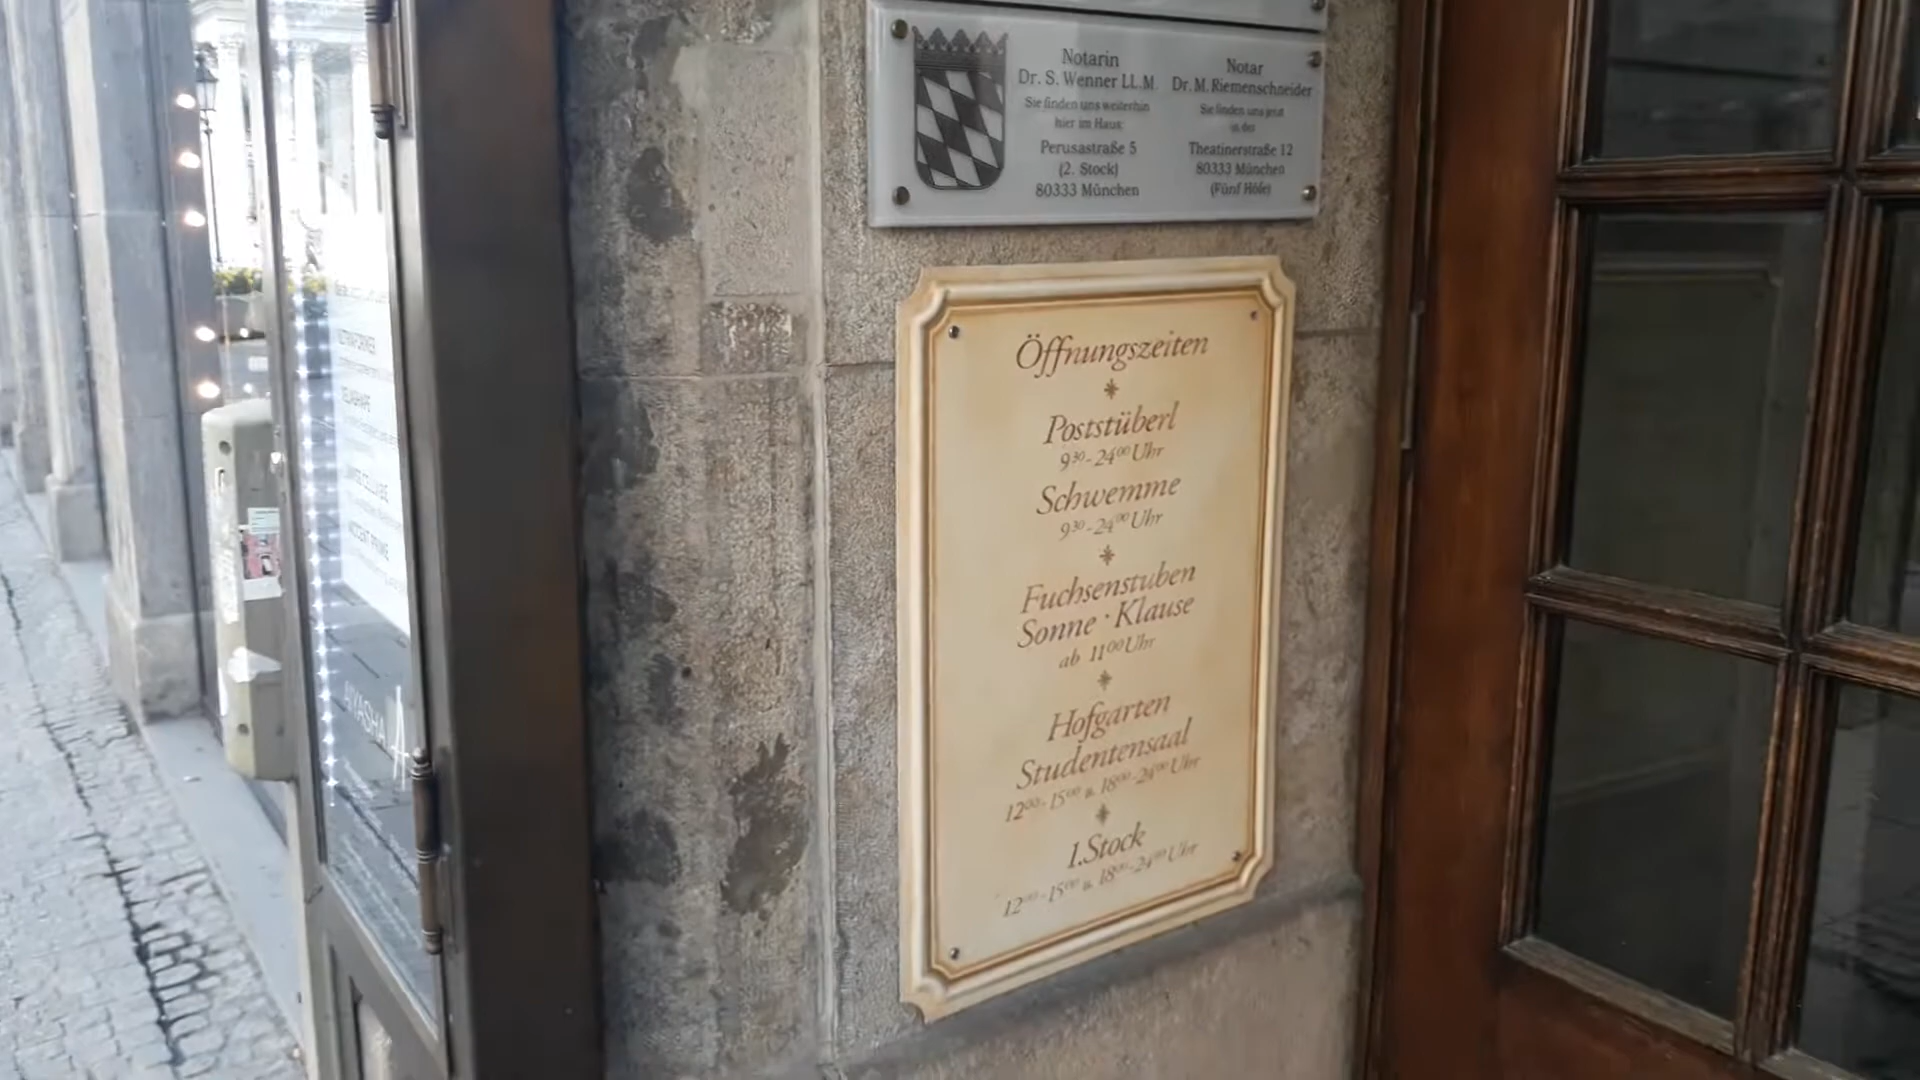 Notarin
Dr. S. Wenner LL.M.
Sie finden uns weiterhin
hier im Haus:
Perusastraße 5
(2. Stock)
80333 München
Notar
Dr. M. Riemenschneider
Sie finden uns jetzt
in der
Theatinerstraße 12
80333 München
(Fünf Höfe)
Öffnungszeiten
Poststüberl
9³⁰-24⁰⁰ Uhr
Schwemme
9³⁰-24⁰⁰ Uhr
Fuchsenstuben
Sonne · Klause
ab 11⁰⁰ Uhr
Hofgarten
Studentensaal
12⁰⁰-15⁰⁰ u. 18⁰⁰-24⁰⁰ Uhr
1.Stock
12⁰⁰-15⁰⁰ u. 18⁰⁰-24⁰⁰ Uhr
AIYASHA